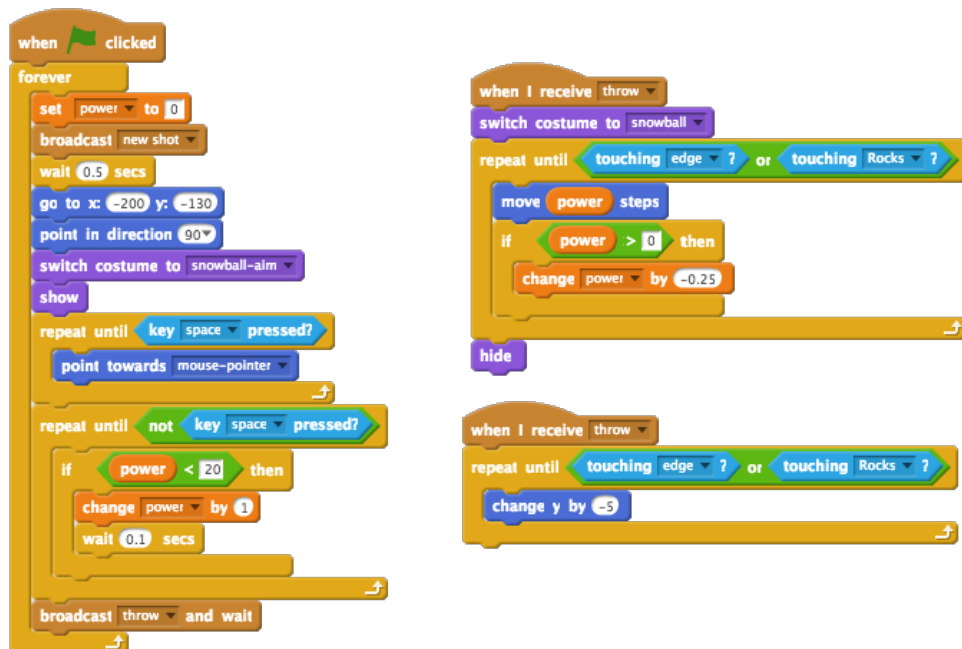 when clicked
forever
set power to 0
broadcast new shot
wait 0.5 secs
go to x: -200 y: -130
point in direction 90
switch costume to snowball-aim
show
repeat until key space pressed?
point towards mouse-pointer
repeat until not key space pressed?
if power < 20 then
change power by 1
wait 0.1 secs
broadcast throw and wait
when I receive throw
switch costume to snowball
repeat until touching edge ? or touching Rocks ?
move power steps
if power > 0 then
change power by -0.25
hide
when I receive throw
repeat until touching edge ? or touching Rocks ?
change y by -5